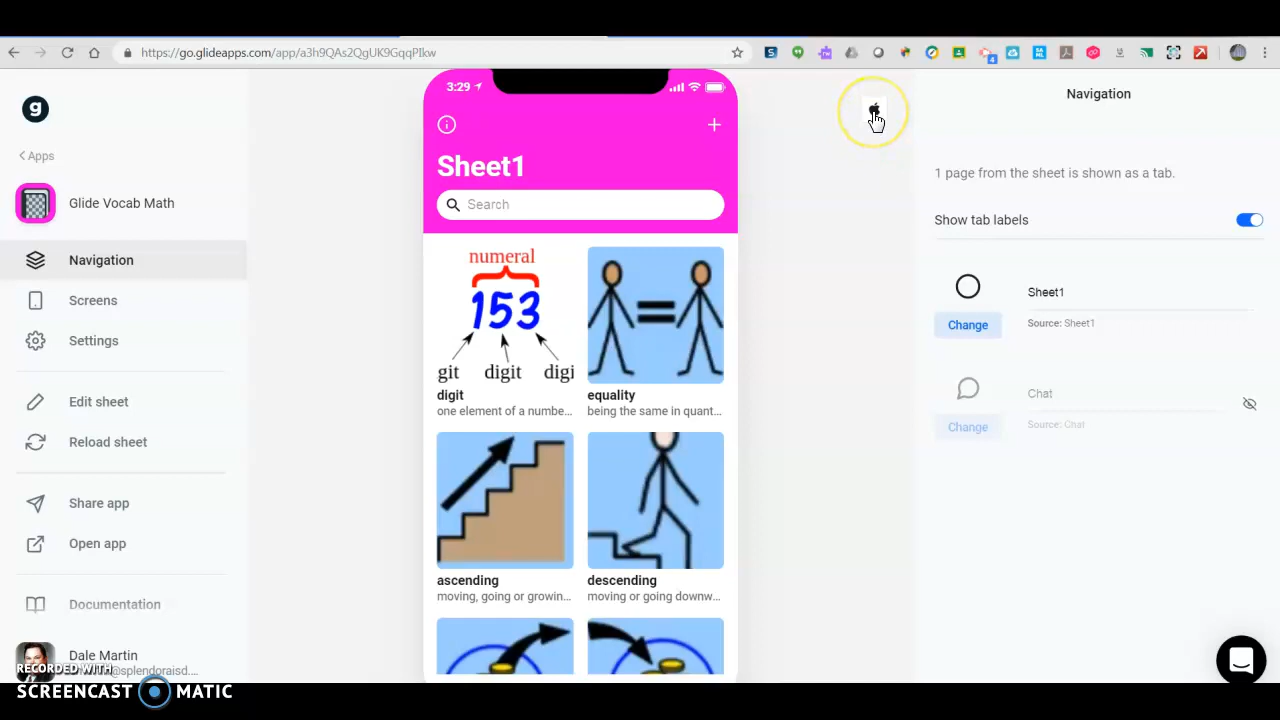 https://go.glideapps.com/app/a3h9QAs2QgUK9GqqPIkw
g
Apps
Glide Vocab Math
Navigation
Screens
Settings
Edit sheet
Reload sheet
Share app
Open app
Documentation
Dale Martin
@splendoraisd....
RECORDED WITH
SCREENCAST MATIC
3:29
Sheet1
Search
numeral
153
git digit digi
digit
one element of a numbe...
equality
being the same in quant...
ascending
moving, going or growin...
descending
moving or going downw...
Navigation
1 page from the sheet is shown as a tab.
Show tab labels
Sheet1
Change
Source: Sheet1
Chat
Change
Source: Chat